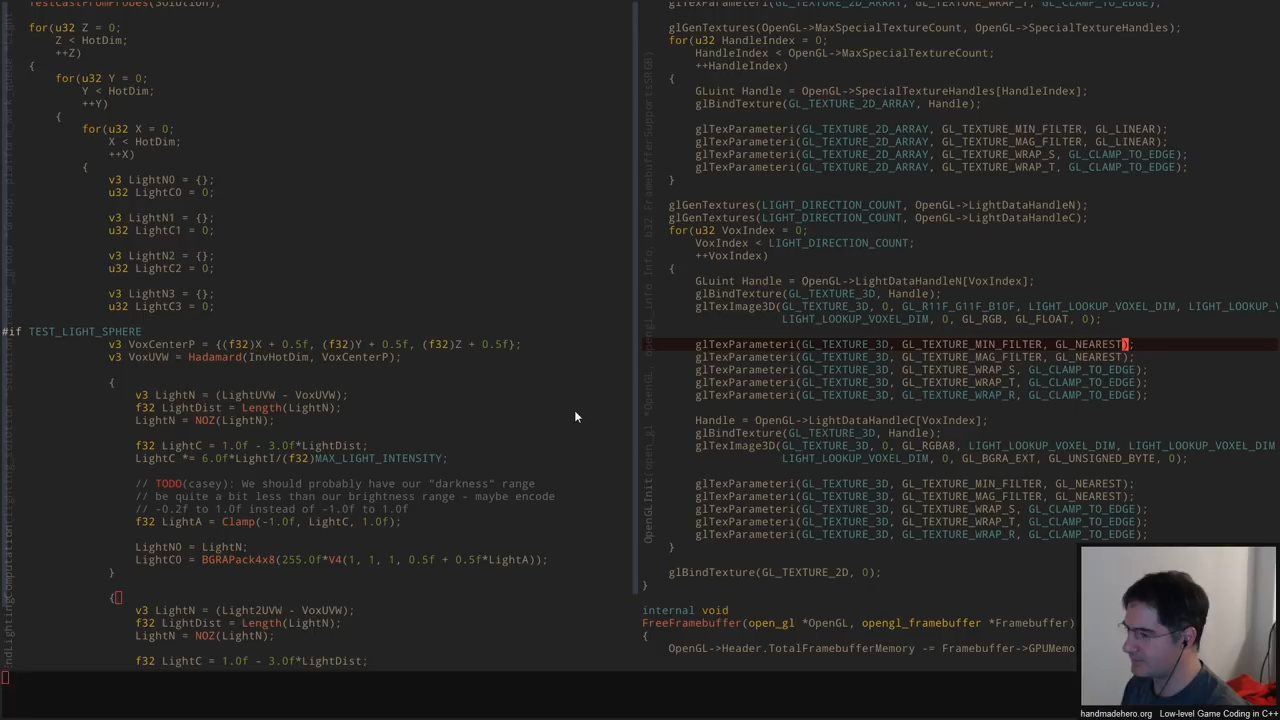 TestCastFromProbes(Solution);
for(u32 Z = 0;
Z < HotDim;
++Z)
{
for(u32 Y = 0;
Y < HotDim;
++Y)
{
for(u32 X = 0;
X < HotDim;
++X)
{
v3 LightN0 = {};
u32 LightC0 = 0;
v3 LightN1 = {};
u32 LightC1 = 0;
v3 LightN2 = {};
u32 LightC2 = 0;
v3 LightN3 = {};
u32 LightC3 = 0;
#if TEST_LIGHT_SPHERE
v3 VoxCenterP = {(f32)X + 0.5f, (f32)Y + 0.5f, (f32)Z + 0.5f};
v3 VoxUVW = Hadamard(InvHotDim, VoxCenterP);
{
v3 LightN = (LightUVW - VoxUVW);
f32 LightDist = Length(LightN);
LightN = NOZ(LightN);
f32 LightC = 1.0f - 3.0f*LightDist;
LightC *= 6.0f*LightI/(f32)MAX_LIGHT_INTENSITY;
// TODO(casey): We should probably have our "darkness" range
// be quite a bit less than our brightness range - maybe encode
// -0.2f to 1.0f instead of -1.0f to 1.0f
f32 LightA = Clamp(-1.0f, LightC, 1.0f);
LightN0 = LightN;
LightC0 = BGRAPack4x8(255.0f*V4(1, 1, 1, 0.5f + 0.5f*LightA));
}
{
v3 LightN = (Light2UVW - VoxUVW);
f32 LightDist = Length(LightN);
LightN = NOZ(LightN);
f32 LightC = 1.0f - 3.0f*LightDist;
glTexParameteri(GL_TEXTURE_2D_ARRAY, GL_TEXTURE_WRAP_T, GL_CLAMP_TO_EDGE);
glGenTextures(OpenGL->MaxSpecialTextureCount, OpenGL->SpecialTextureHandles);
for(u32 HandleIndex = 0;
HandleIndex < OpenGL->MaxSpecialTextureCount;
++HandleIndex)
{
GLuint Handle = OpenGL->SpecialTextureHandles[HandleIndex];
glBindTexture(GL_TEXTURE_2D_ARRAY, Handle);
glTexParameteri(GL_TEXTURE_2D_ARRAY, GL_TEXTURE_MIN_FILTER, GL_LINEAR);
glTexParameteri(GL_TEXTURE_2D_ARRAY, GL_TEXTURE_MAG_FILTER, GL_LINEAR);
glTexParameteri(GL_TEXTURE_2D_ARRAY, GL_TEXTURE_WRAP_S, GL_CLAMP_TO_EDGE);
glTexParameteri(GL_TEXTURE_2D_ARRAY, GL_TEXTURE_WRAP_T, GL_CLAMP_TO_EDGE);
}
glGenTextures(LIGHT_DIRECTION_COUNT, OpenGL->LightDataHandleN);
glGenTextures(LIGHT_DIRECTION_COUNT, OpenGL->LightDataHandleC);
for(u32 VoxIndex = 0;
VoxIndex < LIGHT_DIRECTION_COUNT;
++VoxIndex)
{
GLuint Handle = OpenGL->LightDataHandleN[VoxIndex];
glBindTexture(GL_TEXTURE_3D, Handle);
glTexImage3D(GL_TEXTURE_3D, 0, GL_R11F_G11F_B10F, LIGHT_LOOKUP_VOXEL_DIM, LIGHT_LOOKUP_V
LIGHT_LOOKUP_VOXEL_DIM, 0, GL_RGB, GL_FLOAT, 0);
glTexParameteri(GL_TEXTURE_3D, GL_TEXTURE_MIN_FILTER, GL_NEAREST);
glTexParameteri(GL_TEXTURE_3D, GL_TEXTURE_MAG_FILTER, GL_NEAREST);
glTexParameteri(GL_TEXTURE_3D, GL_TEXTURE_WRAP_S, GL_CLAMP_TO_EDGE);
glTexParameteri(GL_TEXTURE_3D, GL_TEXTURE_WRAP_T, GL_CLAMP_TO_EDGE);
glTexParameteri(GL_TEXTURE_3D, GL_TEXTURE_WRAP_R, GL_CLAMP_TO_EDGE);
Handle = OpenGL->LightDataHandleC[VoxIndex];
glBindTexture(GL_TEXTURE_3D, Handle);
glTexImage3D(GL_TEXTURE_3D, 0, GL_RGBA8, LIGHT_LOOKUP_VOXEL_DIM, LIGHT_LOOKUP_VOXEL_DIM
LIGHT_LOOKUP_VOXEL_DIM, 0, GL_BGRA_EXT, GL_UNSIGNED_BYTE, 0);
glTexParameteri(GL_TEXTURE_3D, GL_TEXTURE_MIN_FILTER, GL_NEAREST);
glTexParameteri(GL_TEXTURE_3D, GL_TEXTURE_MAG_FILTER, GL_NEAREST);
glTexParameteri(GL_TEXTURE_3D, GL_TEXTURE_WRAP_S, GL_CLAMP_TO_EDGE);
glTexParameteri(GL_TEXTURE_3D, GL_TEXTURE_WRAP_T, GL_CLAMP_TO_EDGE);
glTexParameteri(GL_TEXTURE_3D, GL_TEXTURE_WRAP_R, GL_CLAMP_TO_EDGE);
}
glBindTexture(GL_TEXTURE_2D, 0);
}
internal void
FreeFramebuffer(open_gl *OpenGL, opengl_framebuffer *Framebuffer)
{
OpenGL->Header.TotalFramebufferMemory -= Framebuffer->GPUMemo
OpenGLInit(open_gl *OpenGL, opengl_info Info, b32 FramebufferSupportsSRGB)
handmadehero.org Low-level Game Coding in C++